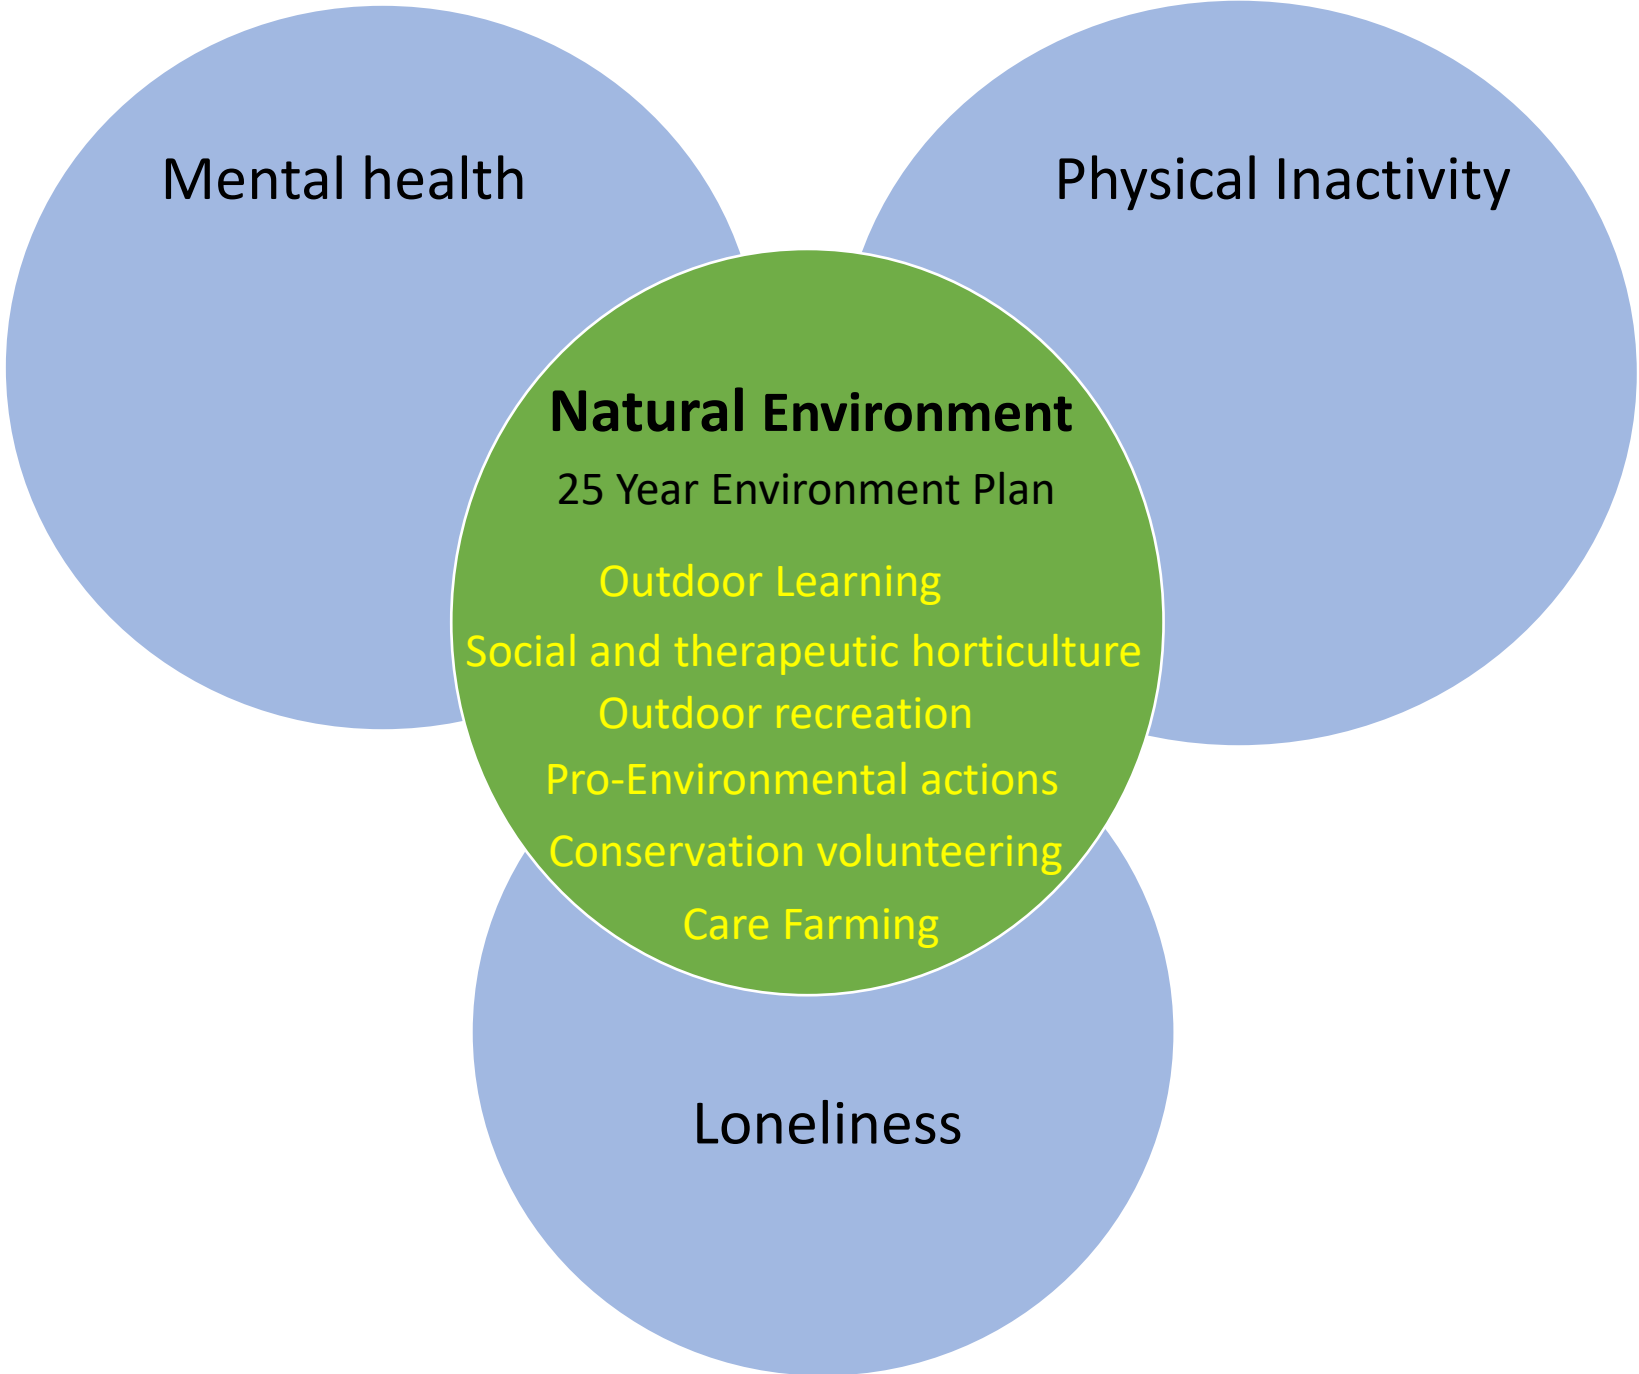 Mental health
Physical Inactivity
Natural Environment
25 Year Environment Plan
Outdoor Learning
Social and therapeutic horticulture
Outdoor recreation
Pro-Environmental actions
Conservation volunteering
Care Farming
Loneliness